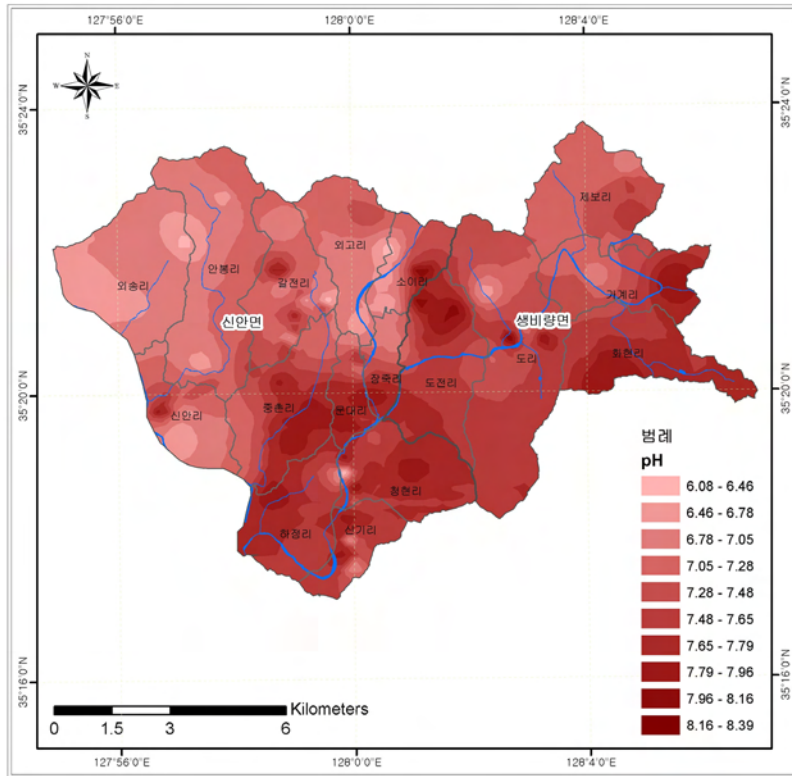 127°56'0"E
128°0'0"E
128°4'0"E
N
W
E
S
35°24'0"N
35°24'0"N
제보리
외고리
안봉리
갈전리
소이리
외송리
가계리
신안면
생비량면
도리
화현리
장죽리
도전리
35°20'0"N
35°20'0"N
신안리
중촌리
문대리
청현리
하정리
산기리
범례
pH
6.08 - 6.46
6.46 - 6.78
6.78 - 7.05
7.05 - 7.28
7.28 - 7.48
7.48 - 7.65
7.65 - 7.79
7.79 - 7.96
7.96 - 8.16
8.16 - 8.39
35°16'0"N
35°16'0"N
Kilometers
0 1.5 3 6
127°56'0"E
128°0'0"E
128°4'0"E